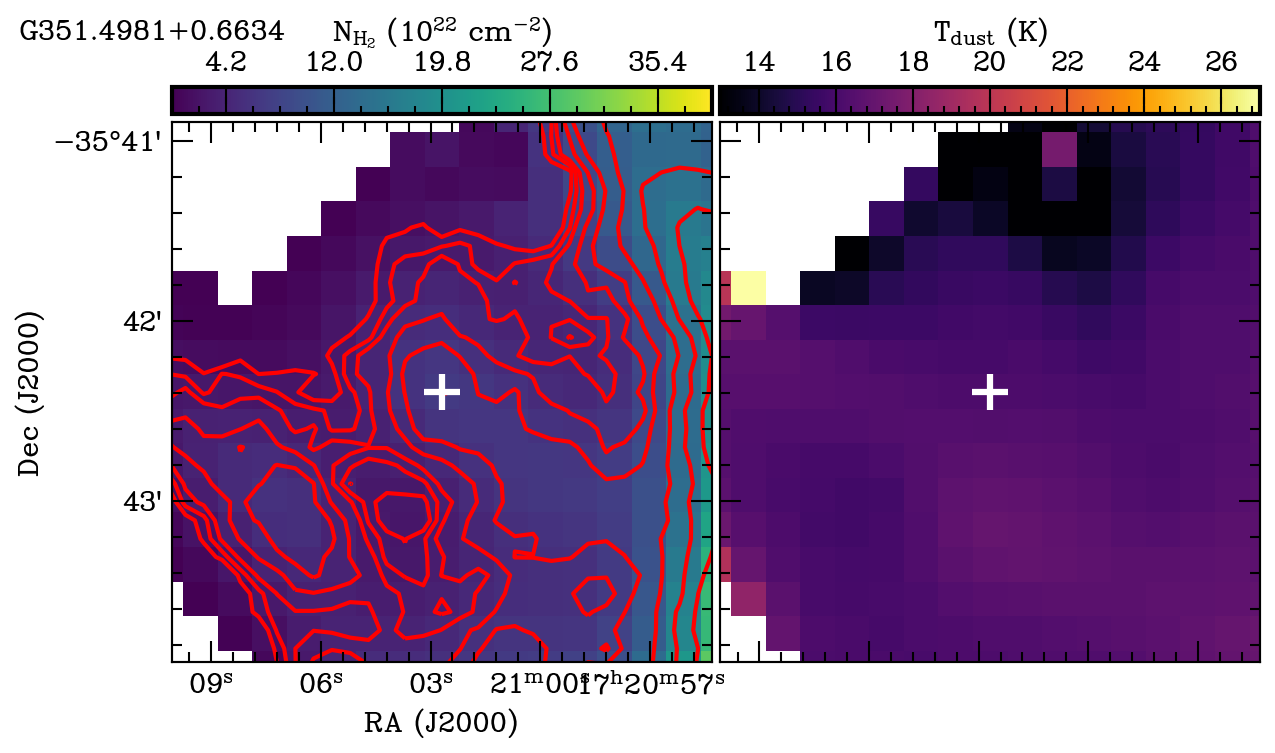 G351.4981+0.6634 N_H₂ (10²² cm⁻²) T_dust (K)
4.2 12.0 19.8 27.6 35.4 14 16 18 20 22 24 26
−35°41'
42'
43'
Dec (J2000)
09ˢ 06ˢ 03ˢ 21ᵐ00ˢ 17ʰ20ᵐ57ˢ
RA (J2000)